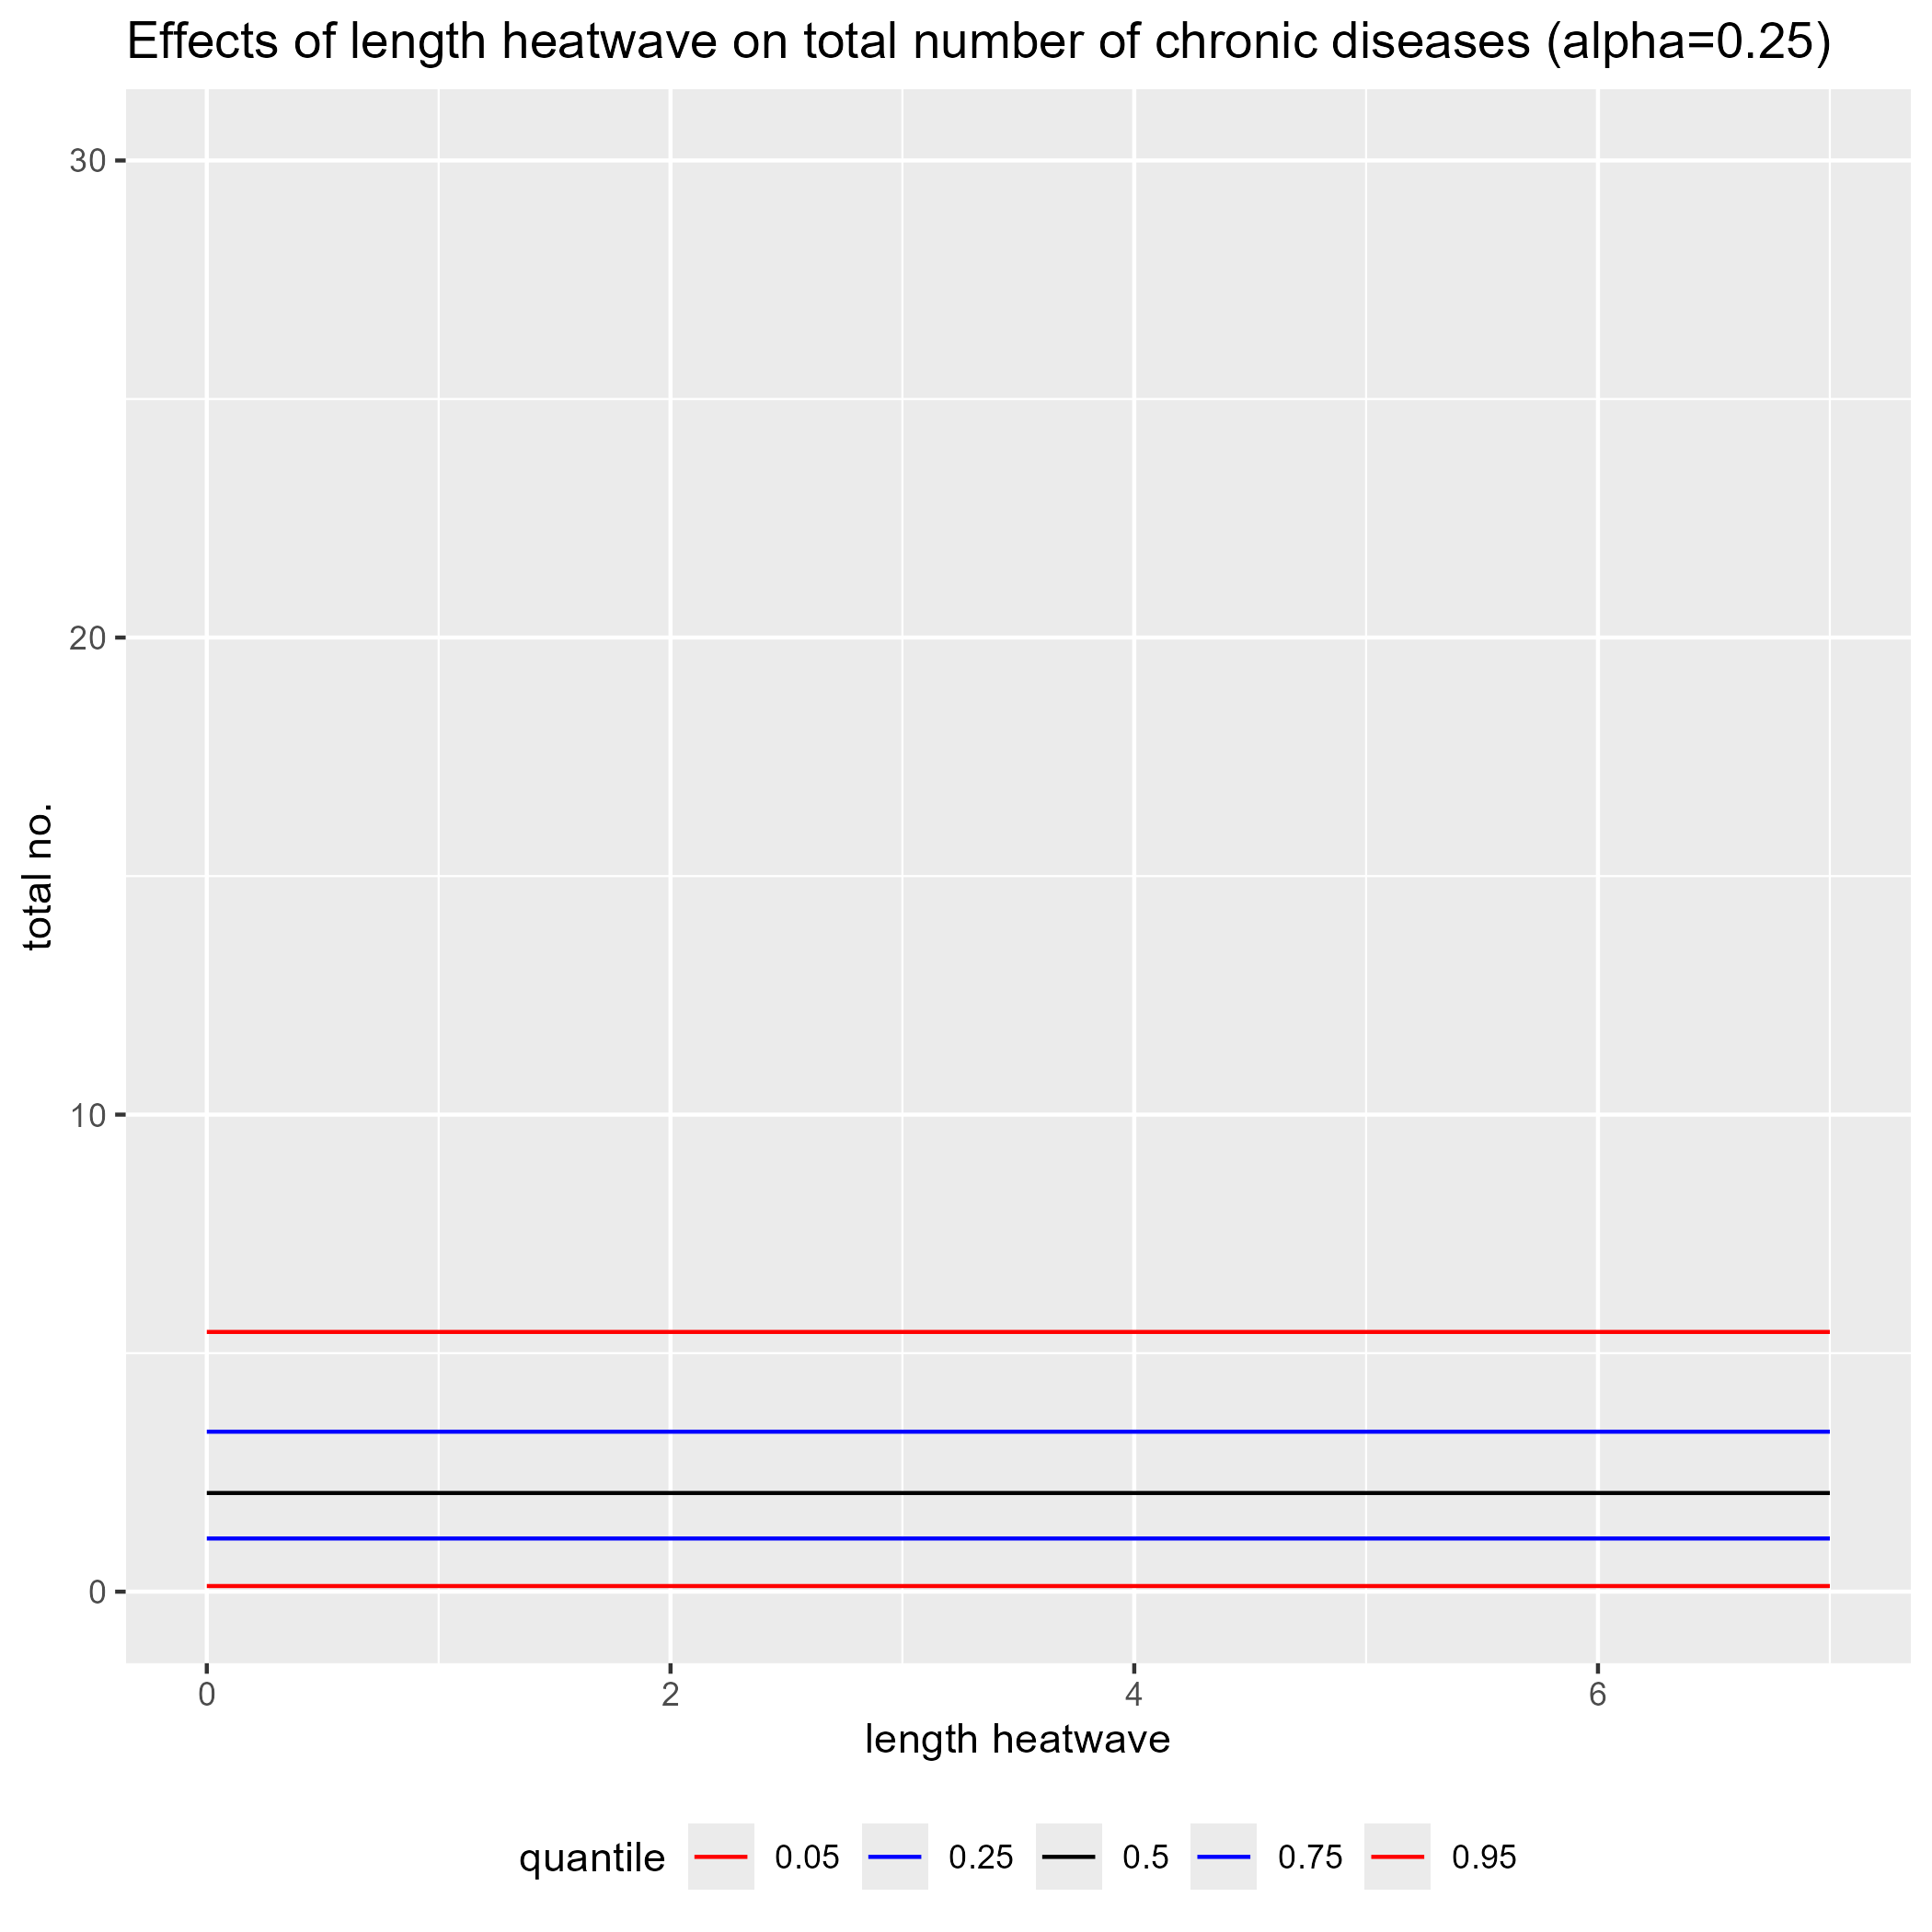 Effects of length heatwave on total number of chronic diseases (alpha=0.25)
30
20
10
0
total no.
0 2 4 6
length heatwave
quantile 0.05 0.25 0.5 0.75 0.95